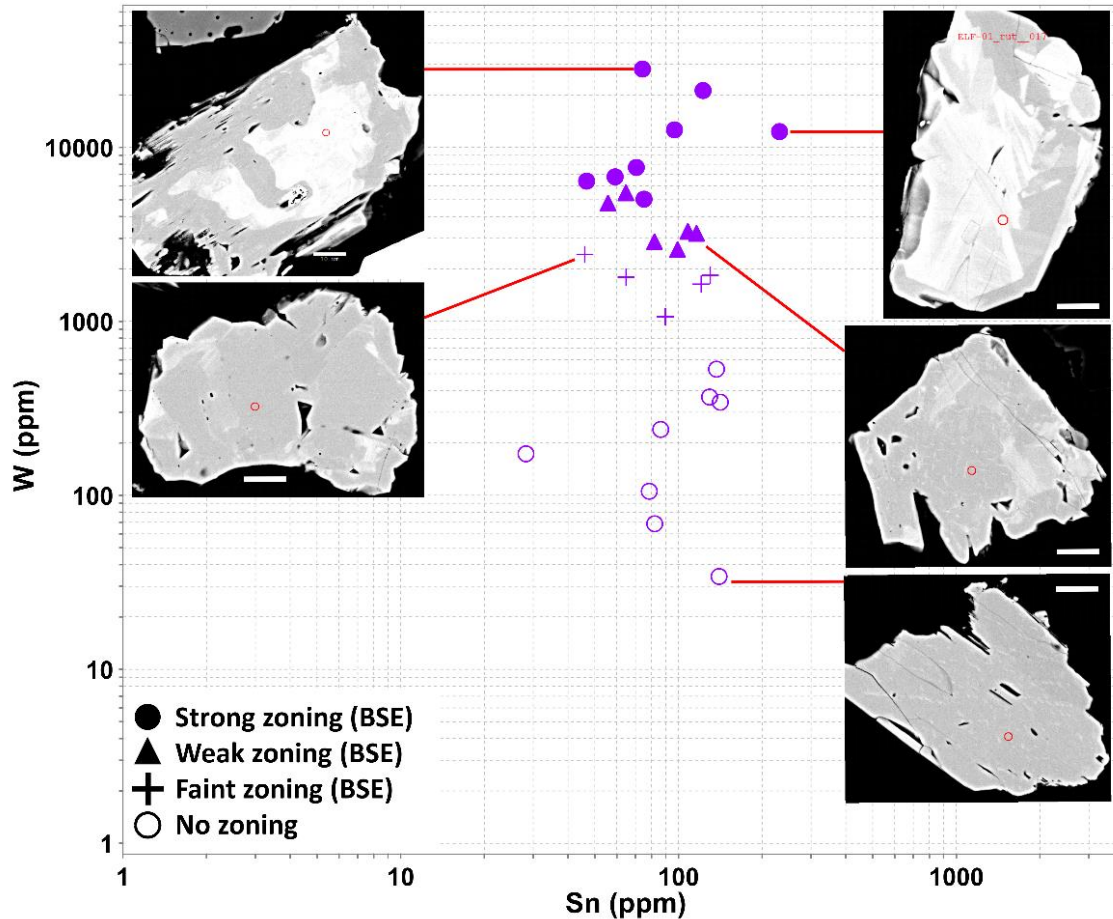 ELF-01_rut__017
10000
1000
100
10
1
W (ppm)
Strong zoning (BSE)
Weak zoning (BSE)
Faint zoning (BSE)
No zoning
1
10
100
1000
Sn (ppm)